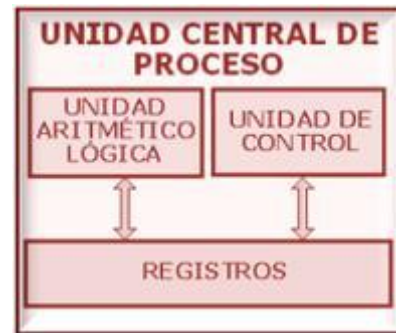 UNIDAD CENTRAL DE
PROCESO
UNIDAD
ARITMÉTICO
LÓGICA
UNIDAD DE
CONTROL
REGISTROS